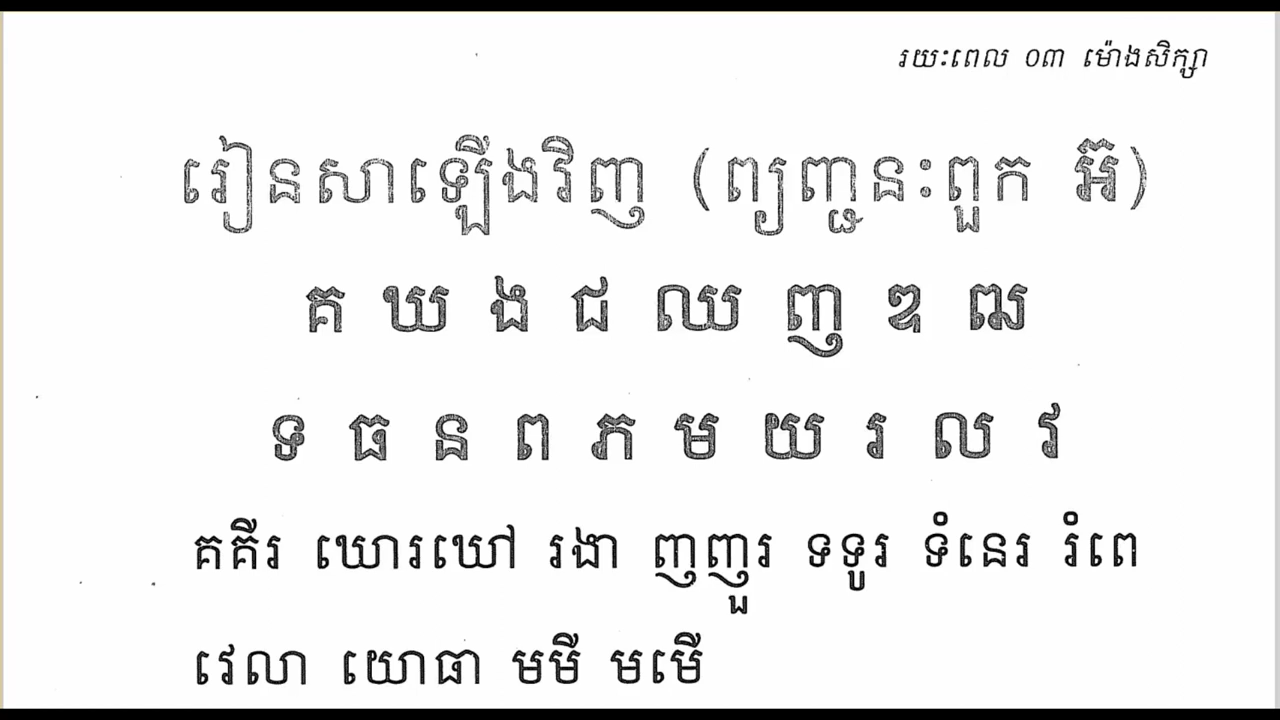 រយៈពេល ០៣ ម៉ោងសិក្សា
រៀនសាឡើងវិញ (ព្យញ្ជនៈពួក អ៊)
គ ឃ ង ជ ឈ ញ ឌ ឍ
ទ ធ ន ព ភ ម យ រ ល វ
គគីរ ឃោរឃៅ រងា ញញួរ ទទូរ ទំនេរ រំពេ
វេលា យោធា មមី មមើ